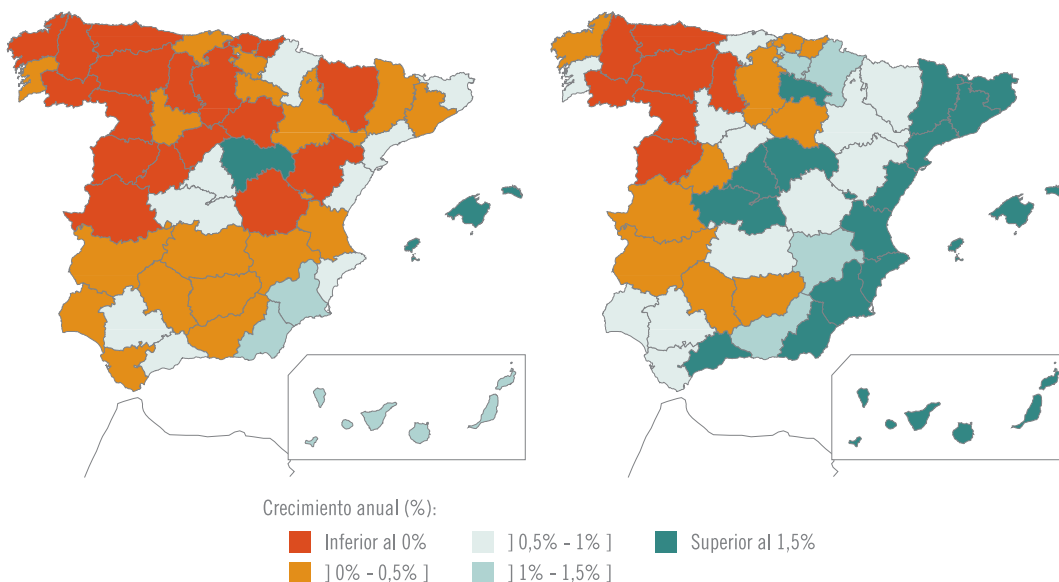 Crecimiento anual (%):
Inferior al 0%
] 0% - 0,5% ]
] 0,5% - 1% ]
] 1% - 1,5% ]
Superior al 1,5%